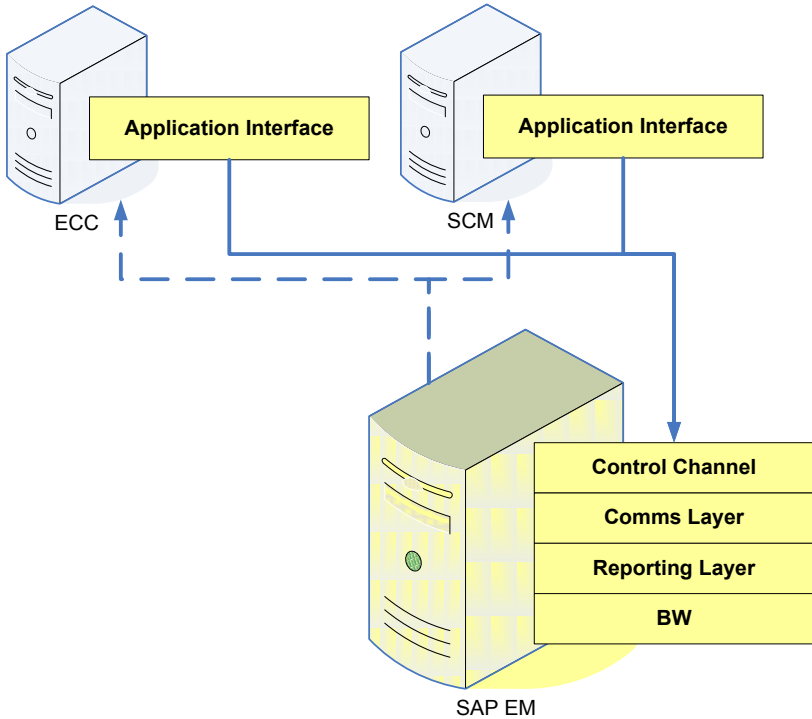 Application Interface
Application Interface
ECC
SCM
Control Channel
Comms Layer
Reporting Layer
BW
SAP EM